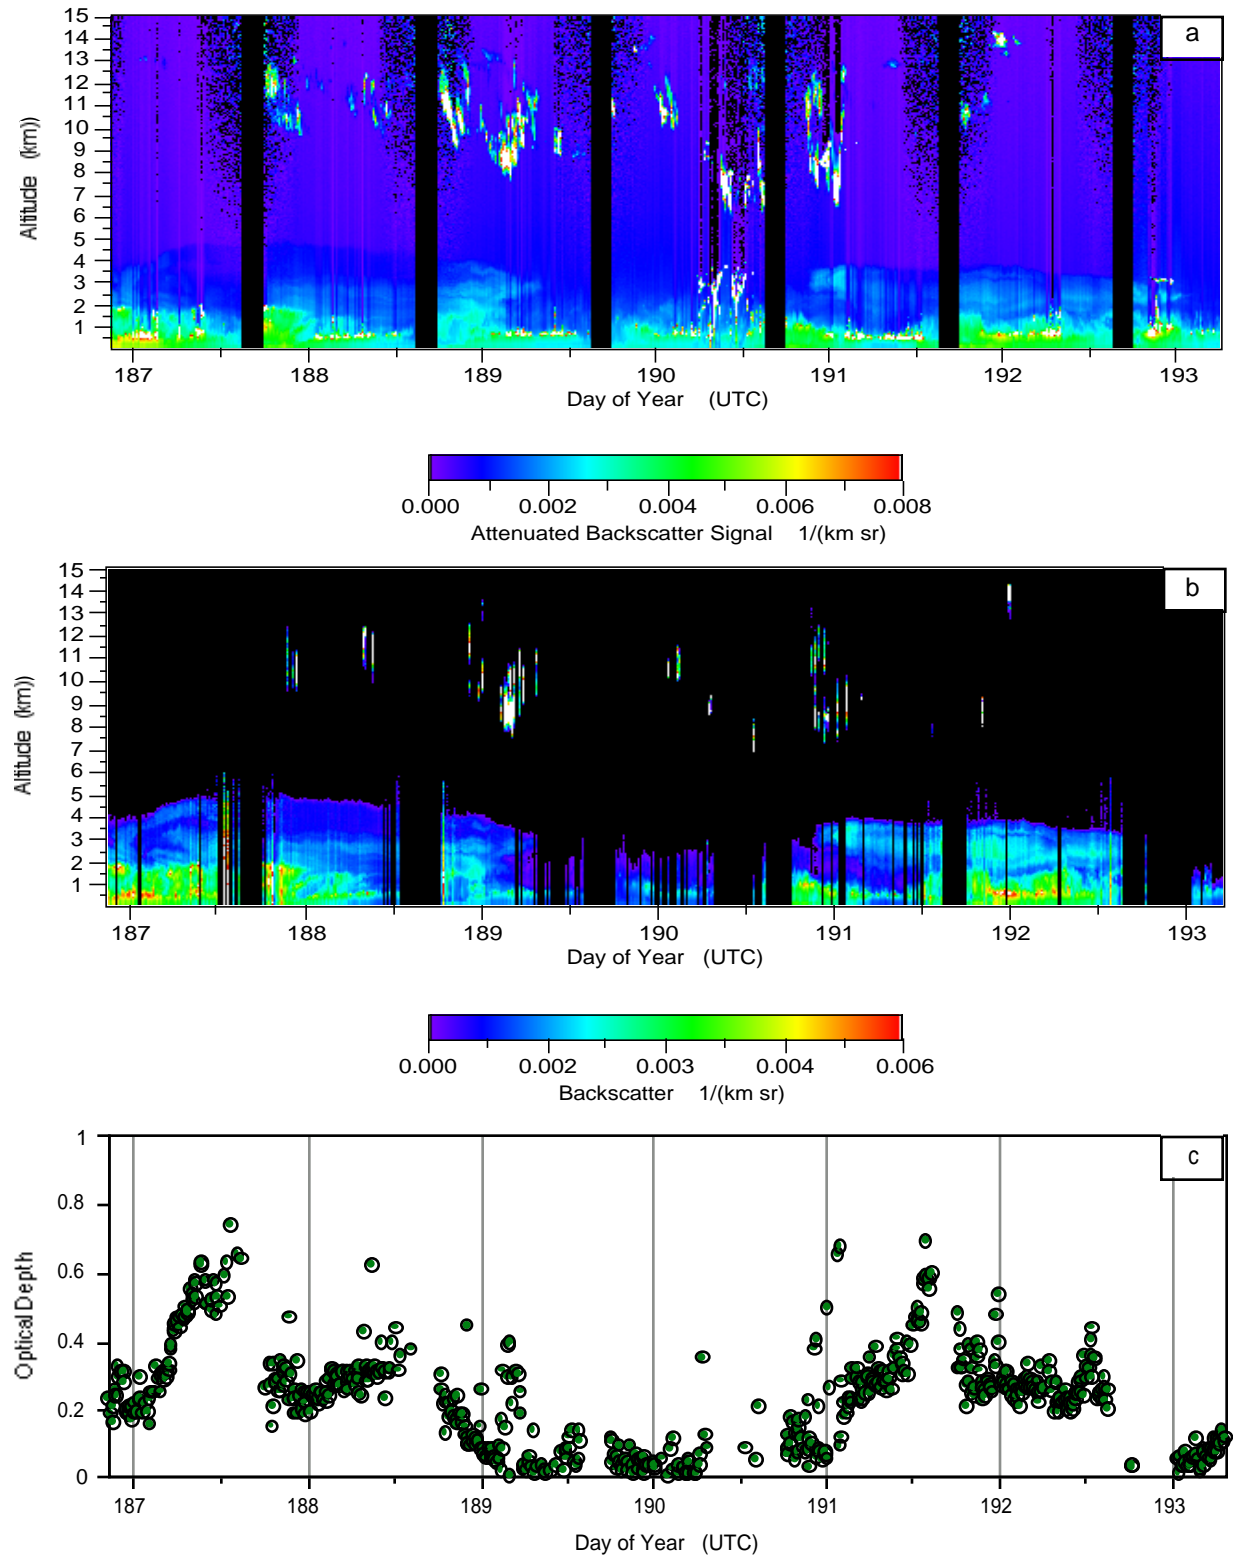 a
15
14
13
12
11
10
9
8
7
6
5
4
3
2
1
Altitude (km))
187 188 189 190 191 192 193
Day of Year (UTC)
0.000 0.002 0.004 0.006 0.008
Attenuated Backscatter Signal 1/(km sr)
b
15
14
13
12
11
10
9
8
7
6
5
4
3
2
1
Altitude (km))
187 188 189 190 191 192 193
Day of Year (UTC)
0.000 0.002 0.003 0.004 0.006
Backscatter 1/(km sr)
c
1
0.8
0.6
0.4
0.2
0
Optical Depth
187 188 189 190 191 192 193
Day of Year (UTC)